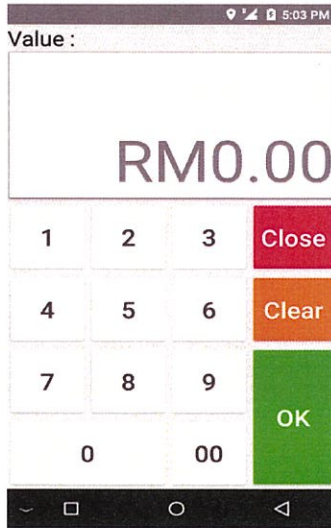 5:03 PM
Value :
RM0.00
1 2 3 Close
4 5 6 Clear
7 8 9
OK
0 00